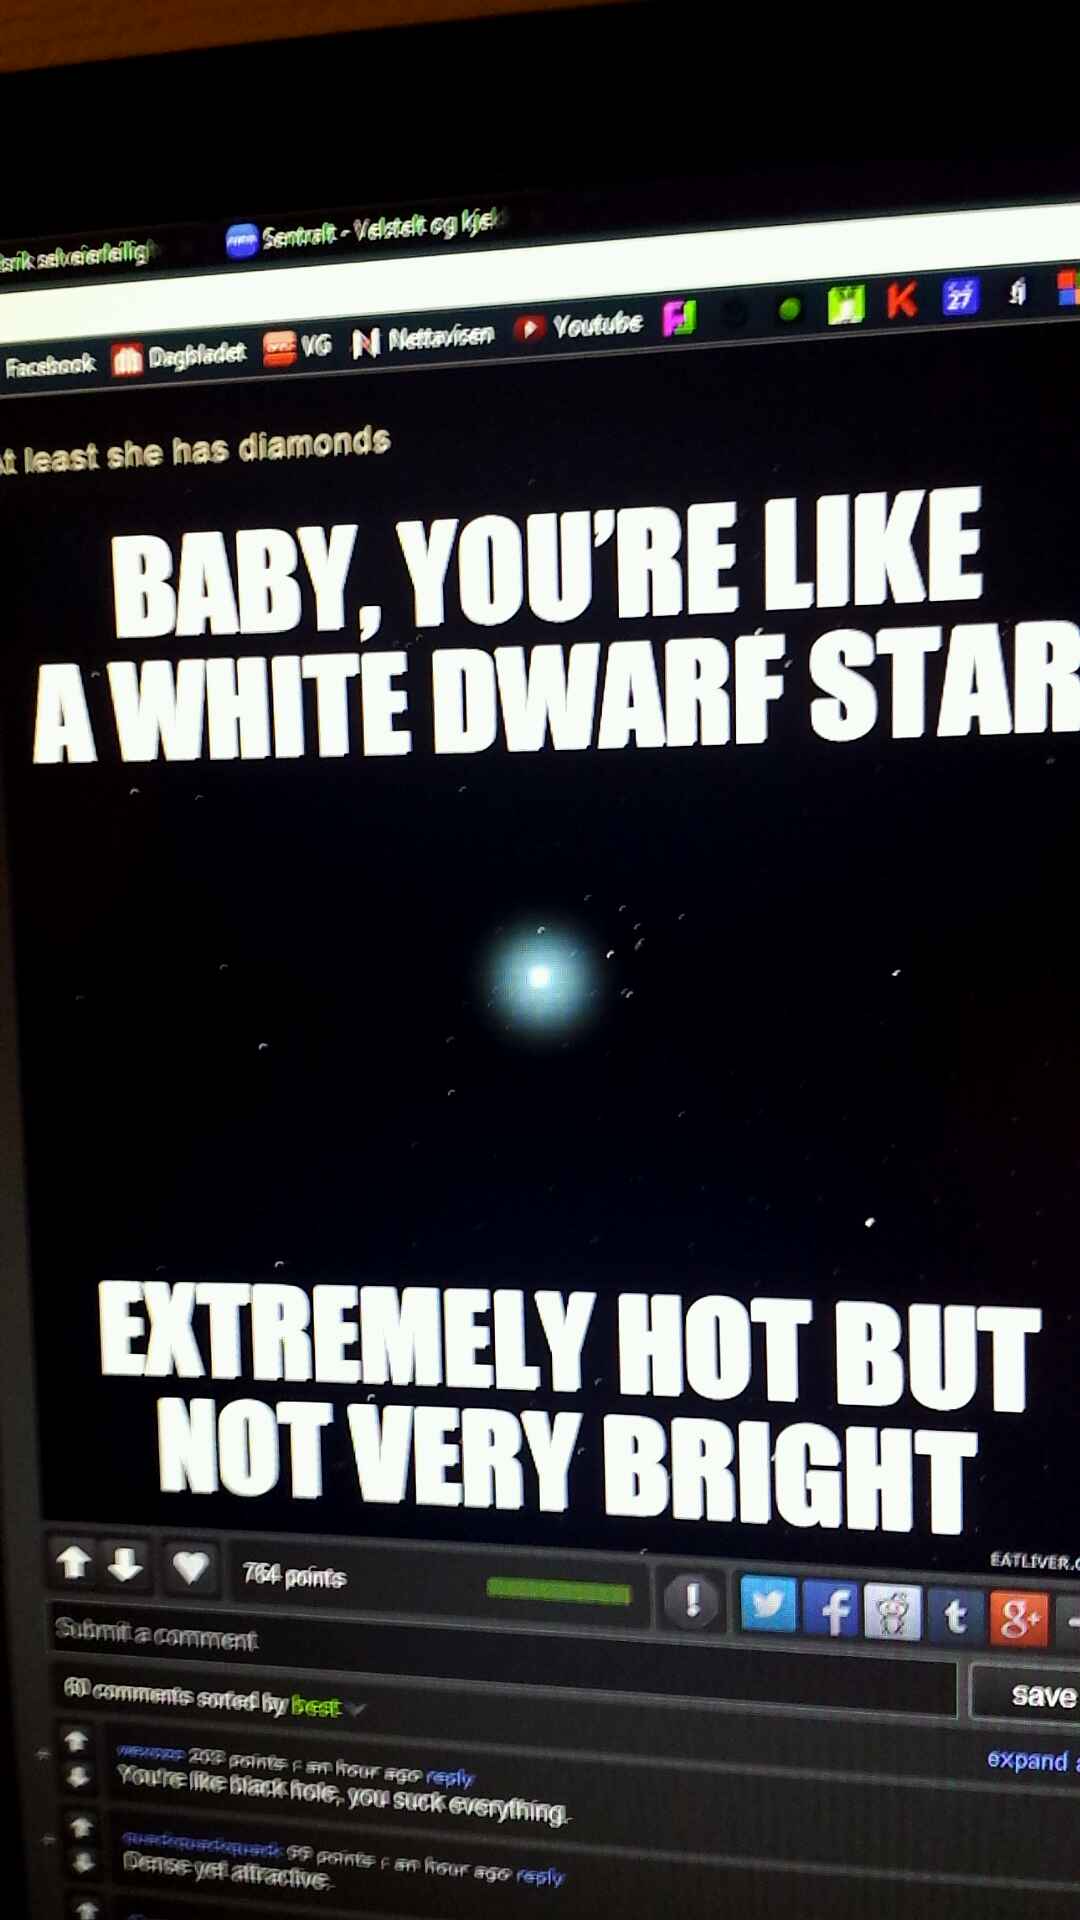 Sentralt - Velstelt og kjek
Facebook Dagbladet VG Nettavisen Youtube K 27
t least she has diamonds
BABY, YOU'RE LIKE
A WHITE DWARF STAR
EXTREMELY HOT BUT
NOT VERY BRIGHT
EATLIVER.
764 points
Submit a comment
save
60 comments sorted by best
203 points : an hour ago reply
expand a
You're like black hole, you suck everything.
points : an hour ago reply
Dense yet attractive.